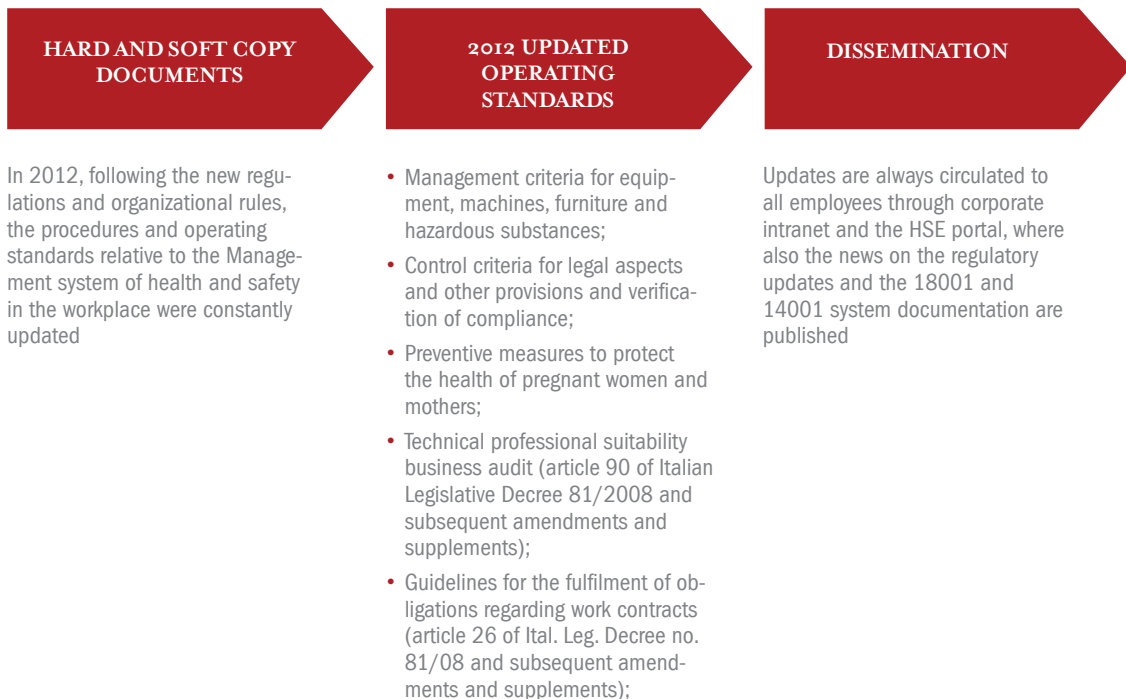 HARD AND SOFT COPY
DOCUMENTS
In 2012, following the new regu-
lations and organizational rules,
the procedures and operating
standards relative to the Manage-
ment system of health and safety
in the workplace were constantly
updated
2012 UPDATED
OPERATING
STANDARDS
• Management criteria for equip-
ment, machines, furniture and
hazardous substances;
• Control criteria for legal aspects
and other provisions and verifica-
tion of compliance;
• Preventive measures to protect
the health of pregnant women and
mothers;
• Technical professional suitability
business audit (article 90 of Italian
Legislative Decree 81/2008 and
subsequent amendments and
supplements);
• Guidelines for the fulfilment of ob-
ligations regarding work contracts
(article 26 of Ital. Leg. Decree no.
81/08 and subsequent amend-
ments and supplements);
DISSEMINATION
Updates are always circulated to
all employees through corporate
intranet and the HSE portal, where
also the news on the regulatory
updates and the 18001 and
14001 system documentation are
published